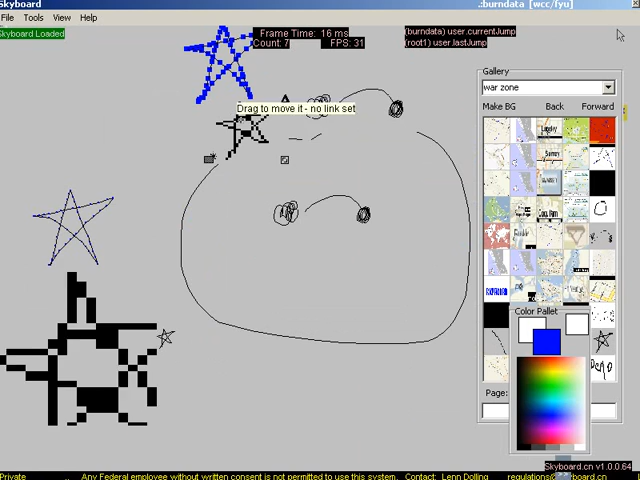 Skyboard
.:burndata [wcc/fyu]
File Tools View Help
Skyboard Loaded
Frame Time: 16 ms
Count: 7 FPS: 31
(burndata) user.currentJump
(root1) user.lastJump
Drag to move it - no link set
Gallery
war zone
Make BG Back Forward
Color Pallet
Page:
Skyboard.cn v1.0.0.64
Private Any Federal employee without written consent is not permitted to use this system. Contact: Lenn Dolling regulations@skyboard.cn